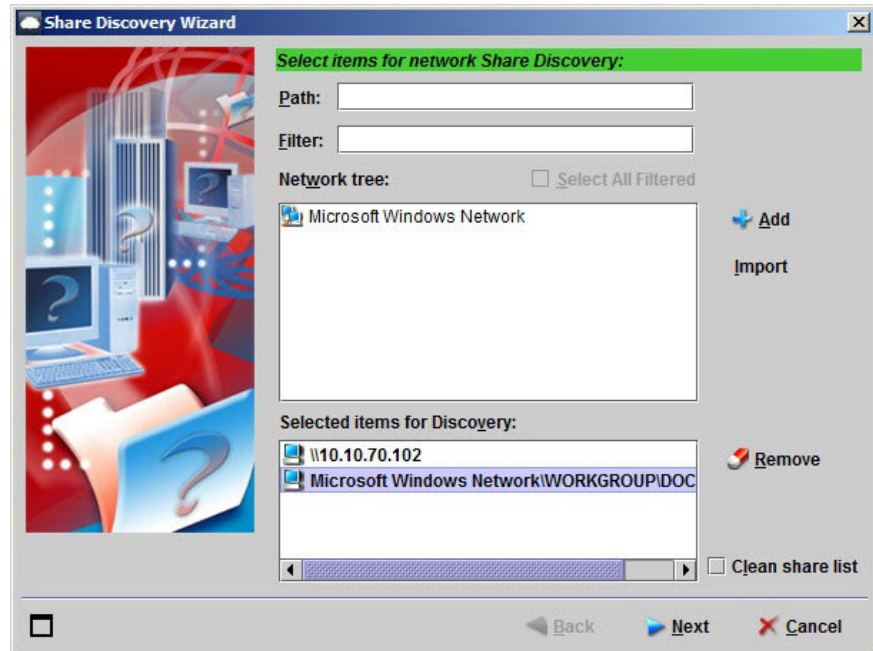 Share Discovery Wizard
Select items for network Share Discovery:
Path:
Filter:
Network tree:
Select All Filtered
Microsoft Windows Network
Add
Import
Selected items for Discovery:
\\10.10.70.102
Microsoft Windows Network\WORKGROUP\DOC
Remove
Clean share list
Back
Next
Cancel